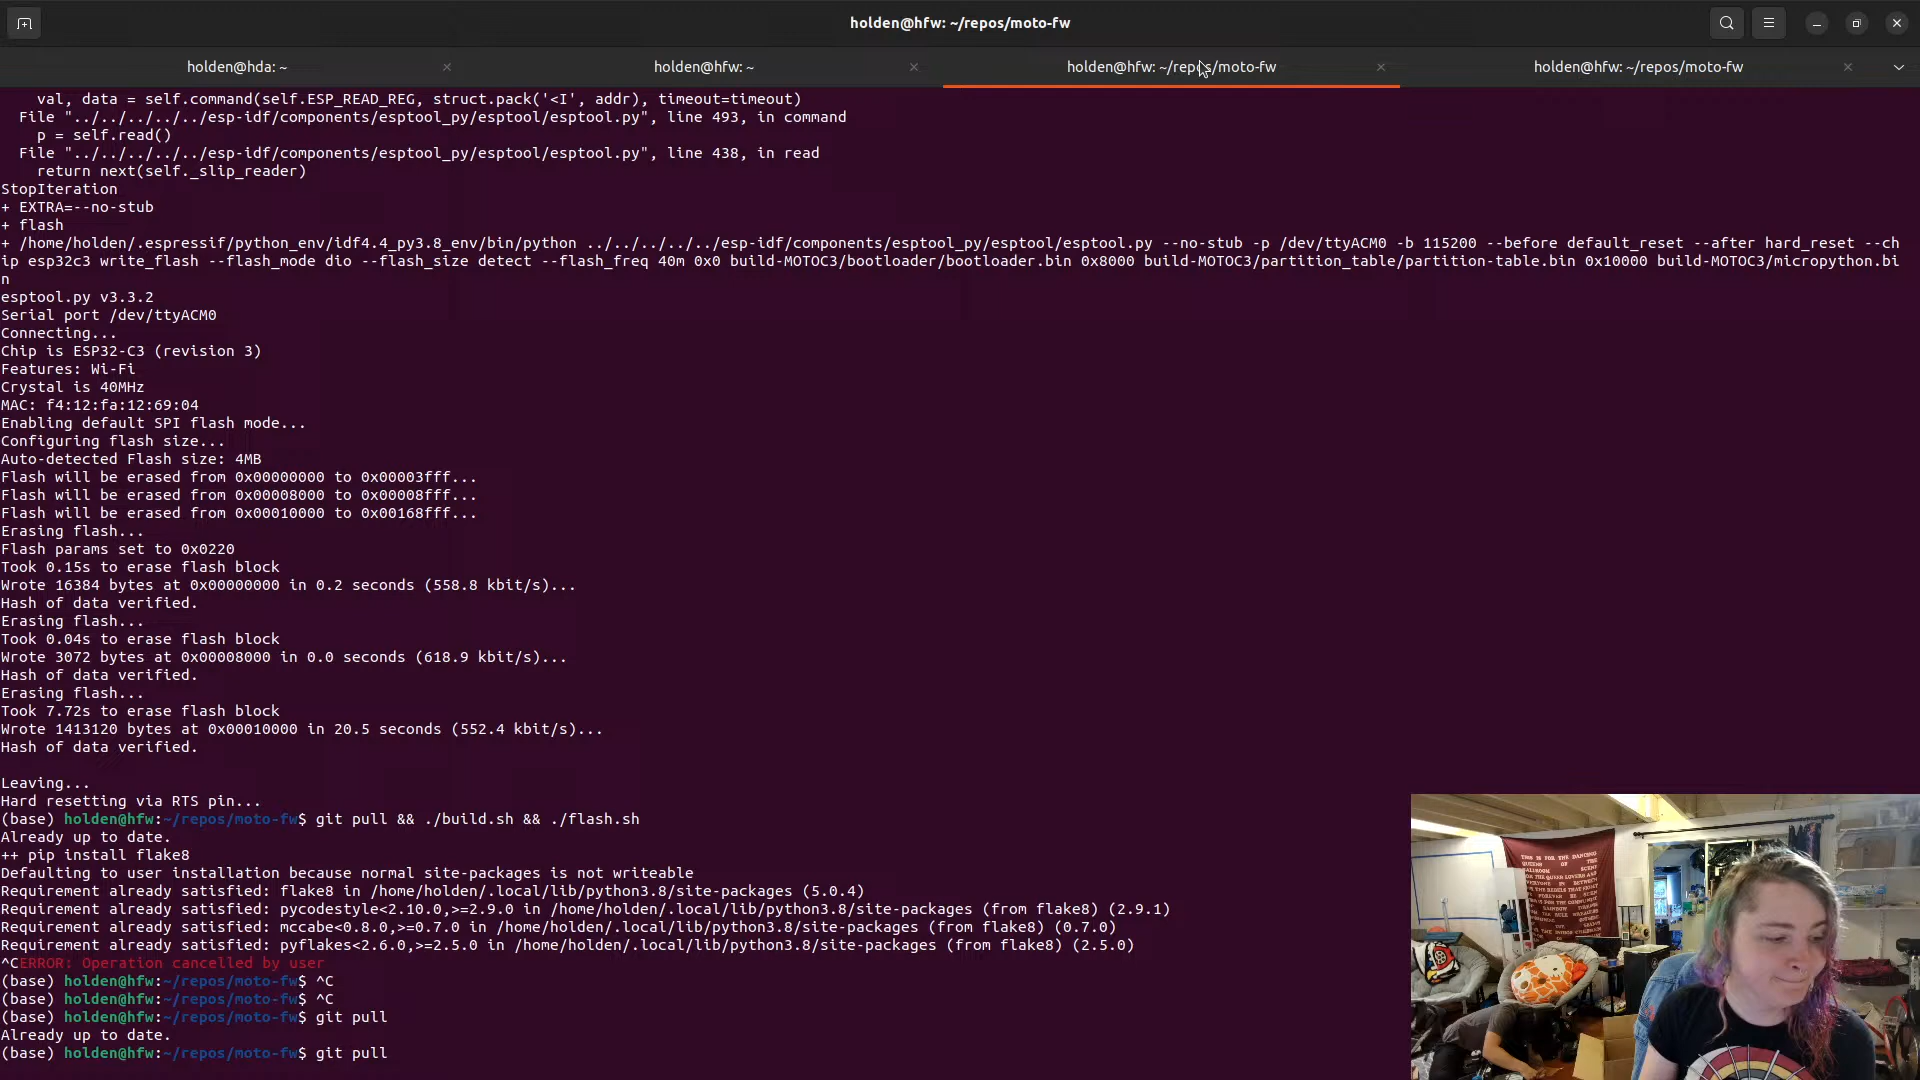 holden@hfw: ~/repos/moto-fw
holden@hda: ~
holden@hfw: ~
holden@hfw: ~/repos/moto-fw
holden@hfw: ~/repos/moto-fw
val, data = self.command(self.ESP_READ_REG, struct.pack('<I', addr), timeout=timeout)
File "../../../../../esp-idf/components/esptool_py/esptool/esptool.py", line 493, in command
p = self.read()
File "../../../../../esp-idf/components/esptool_py/esptool/esptool.py", line 438, in read
return next(self._slip_reader)
StopIteration
+ EXTRA=--no-stub
+ flash
+ /home/holden/.espressif/python_env/idf4.4_py3.8_env/bin/python ../../../../../esp-idf/components/esptool_py/esptool/esptool.py --no-stub -p /dev/ttyACM0 -b 115200 --before default_reset --after hard_reset --ch
ip esp32c3 write_flash --flash_mode dio --flash_size detect --flash_freq 40m 0x0 build-MOTOC3/bootloader/bootloader.bin 0x8000 build-MOTOC3/partition_table/partition-table.bin 0x10000 build-MOTOC3/micropython.bi
n
esptool.py v3.3.2
Serial port /dev/ttyACM0
Connecting...
Chip is ESP32-C3 (revision 3)
Features: Wi-Fi
Crystal is 40MHz
MAC: f4:12:fa:12:69:04
Enabling default SPI flash mode...
Configuring flash size...
Auto-detected Flash size: 4MB
Flash will be erased from 0x00000000 to 0x00003fff...
Flash will be erased from 0x00008000 to 0x00008fff...
Flash will be erased from 0x00010000 to 0x00168fff...
Erasing flash...
Flash params set to 0x0220
Took 0.15s to erase flash block
Wrote 16384 bytes at 0x00000000 in 0.2 seconds (558.8 kbit/s)...
Hash of data verified.
Erasing flash...
Took 0.04s to erase flash block
Wrote 3072 bytes at 0x00008000 in 0.0 seconds (618.9 kbit/s)...
Hash of data verified.
Erasing flash...
Took 7.72s to erase flash block
Wrote 1413120 bytes at 0x00010000 in 20.5 seconds (552.4 kbit/s)...
Hash of data verified.
Leaving...
Hard resetting via RTS pin...
(base) holden@hfw:~/repos/moto-fw$ git pull && ./build.sh && ./flash.sh
Already up to date.
++ pip install flake8
Defaulting to user installation because normal site-packages is not writeable
Requirement already satisfied: flake8 in /home/holden/.local/lib/python3.8/site-packages (5.0.4)
Requirement already satisfied: pycodestyle<2.10.0,>=2.9.0 in /home/holden/.local/lib/python3.8/site-packages (from flake8) (2.9.1)
Requirement already satisfied: mccabe<0.8.0,>=0.7.0 in /home/holden/.local/lib/python3.8/site-packages (from flake8) (0.7.0)
Requirement already satisfied: pyflakes<2.6.0,>=2.5.0 in /home/holden/.local/lib/python3.8/site-packages (from flake8) (2.5.0)
^CERROR: Operation cancelled by user
(base) holden@hfw:~/repos/moto-fw$ ^C
(base) holden@hfw:~/repos/moto-fw$ ^C
(base) holden@hfw:~/repos/moto-fw$ git pull
Already up to date.
(base) holden@hfw:~/repos/moto-fw$ git pull
THIS IS FOR THE DANCING
QUEENS OF THE